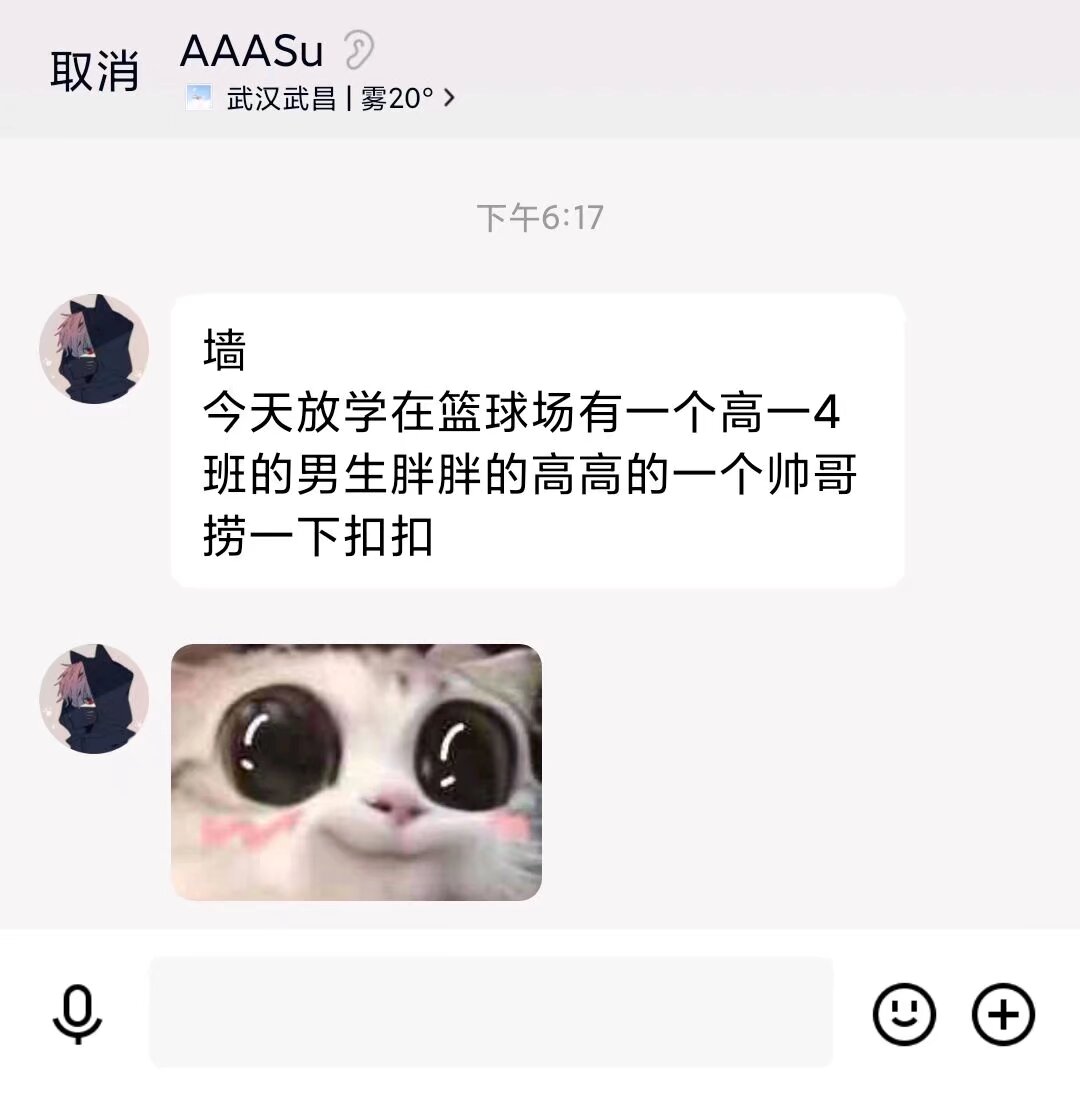 取消
AAASu
武汉武昌 | 雾20°
下午6:17
墙
今天放学在篮球场有一个高一4
班的男生胖胖的高高的一个帅哥
捞一下扣扣